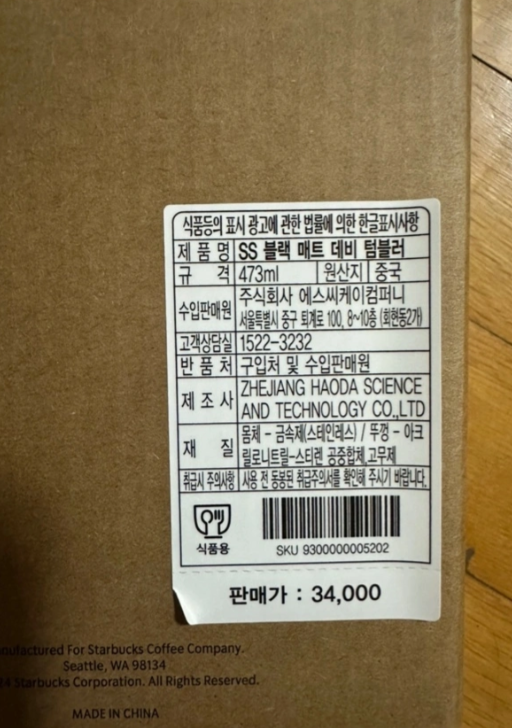 식품등의 표시 광고에 관한 법률에 의한 한글표시사항
제 품 명 SS 블랙 매트 데비 텀블러
규 격 473ml 원산지 중국
수입판매원 주식회사 에스씨케이컴퍼니
서울특별시 중구 퇴계로 100, 8~10층 (회현동2가)
고객상담실 1522-3232
반 품 처 구입처 및 수입판매원
제 조 사 ZHEJIANG HAODA SCIENCE
AND TECHNOLOGY CO.,LTD
재 질 몸체 - 금속제(스테인레스) / 뚜껑 - 아크
릴로니트릴-스티렌 공중합체,고무제
취급시 주의사항 사용 전 동봉된 취급주의서를 확인해 주시기 바랍니다.
식품용
SKU 9300000005202
판매가 : 34,000
nufactured For Starbucks Coffee Company.
Seattle, WA 98134
Starbucks Corporation. All Rights Reserved.
MADE IN CHINA